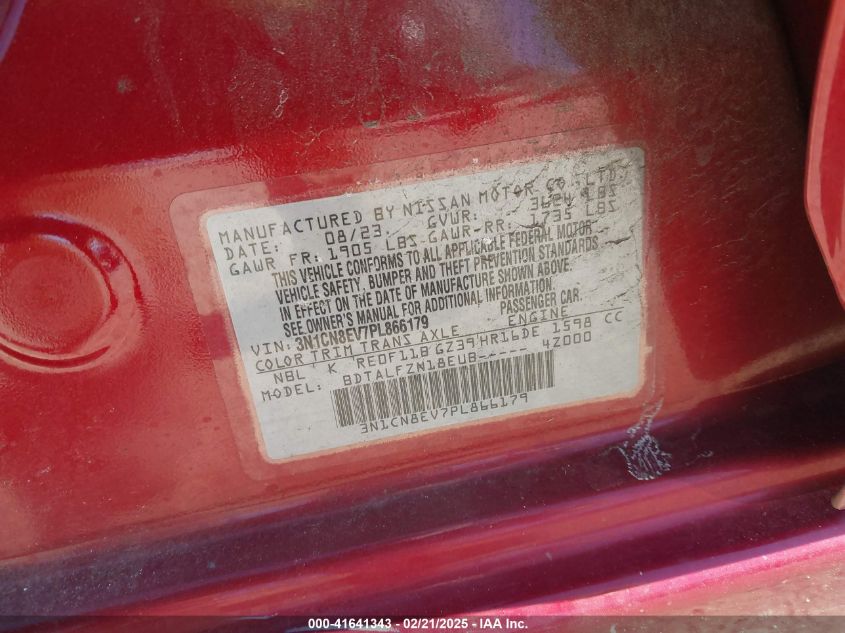 MANUFACTURED BY NISSAN MOTOR CO.,LTD.
DATE: 08/23 GVWR: 3624 LBS
GAWR FR: 1905 LBS GAWR-RR: 1735 LBS
THIS VEHICLE CONFORMS TO ALL APPLICABLE FEDERAL MOTOR
VEHICLE SAFETY, BUMPER AND THEFT PREVENTION STANDARDS
IN EFFECT ON THE DATE OF MANUFACTURE SHOWN ABOVE.
SEE OWNER'S MANUAL FOR ADDITIONAL INFORMATION.
VIN: 3N1CN8EV7PL866179 PASSENGER CAR
COLOR TRIM TRANS AXLE ENGINE
NBL K RE0F11B GZ39 HR16DE 1598 CC
MODEL: BDTALFZN18EUB----- 4Z000
3N1CN8EV7PL866179
000-41641343 - 02/21/2025 - IAA Inc.